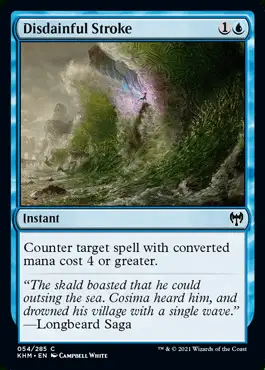 Disdainful Stroke 1
Instant
Counter target spell with converted
mana cost 4 or greater.
“The skald boasted that he could
outsing the sea. Cosima heard him, and
drowned his village with a single wave.”
—Longbeard Saga
054/285 C
KHM • EN CAMPBELL WHITE
™ & © 2021 Wizards of the Coast